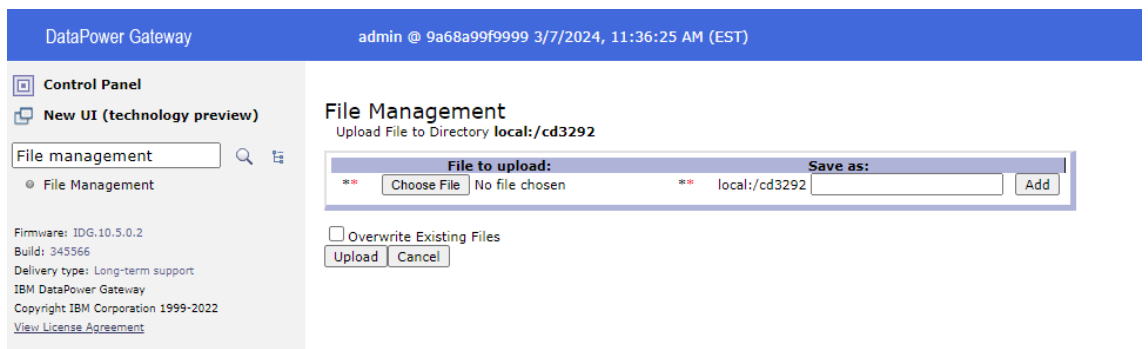 DataPower Gateway
admin @ 9a68a99f9999 3/7/2024, 11:36:25 AM (EST)
Control Panel
New UI (technology preview)
File management
File Management
Firmware: IDG.10.5.0.2
Build: 345566
Delivery type: Long-term support
IBM DataPower Gateway
Copyright IBM Corporation 1999-2022
View License Agreement
File Management
Upload File to Directory local:/cd3292
File to upload: Save as:
** Choose File No file chosen ** local:/cd3292 Add
Overwrite Existing Files
Upload Cancel